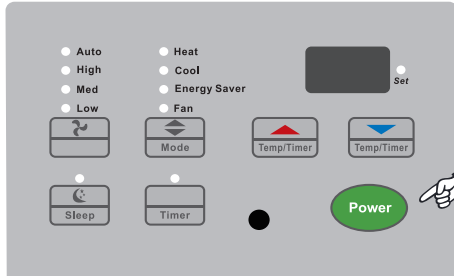 Auto
Heat
High
Cool
Med
Energy Saver
Low
Fan
Set
Mode
Temp/Timer
Temp/Timer
Sleep
Timer
Power